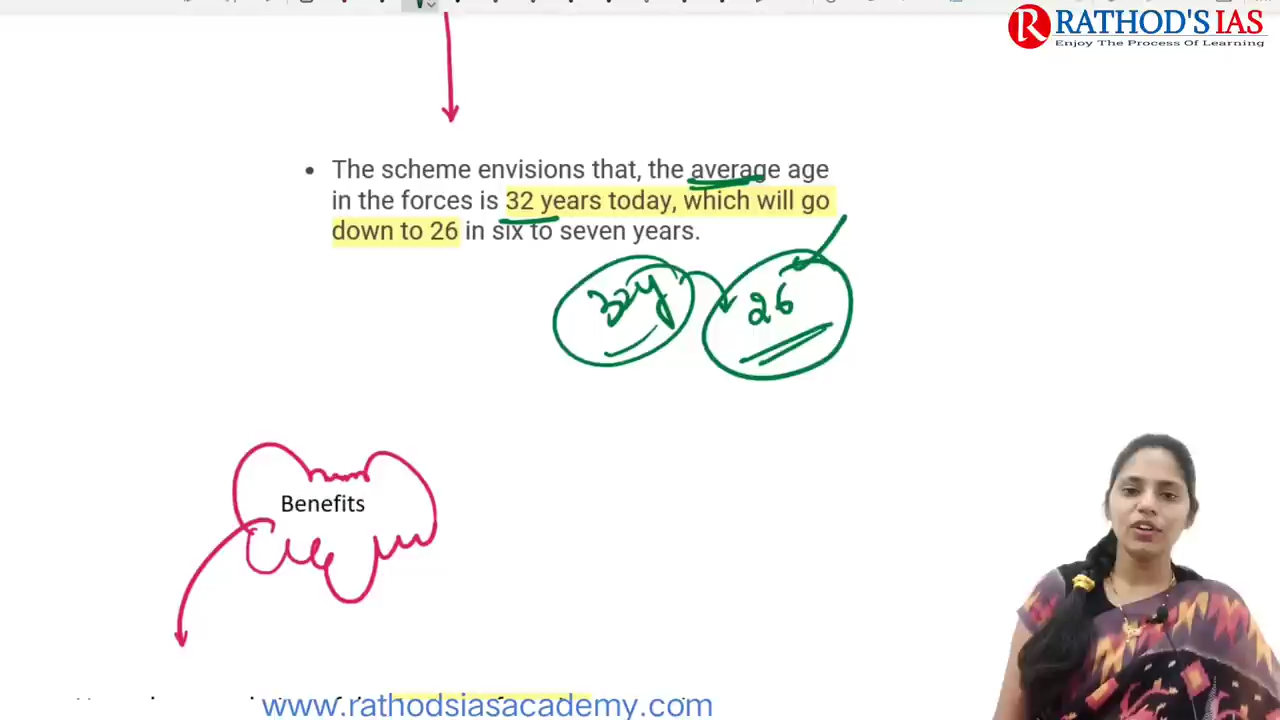 RATHOD'S IAS
Enjoy The Process Of Learning
• The scheme envisions that, the average age
in the forces is 32 years today, which will go
down to 26 in six to seven years.
32y 26
Benefits
www.rathodsiasacademy.com